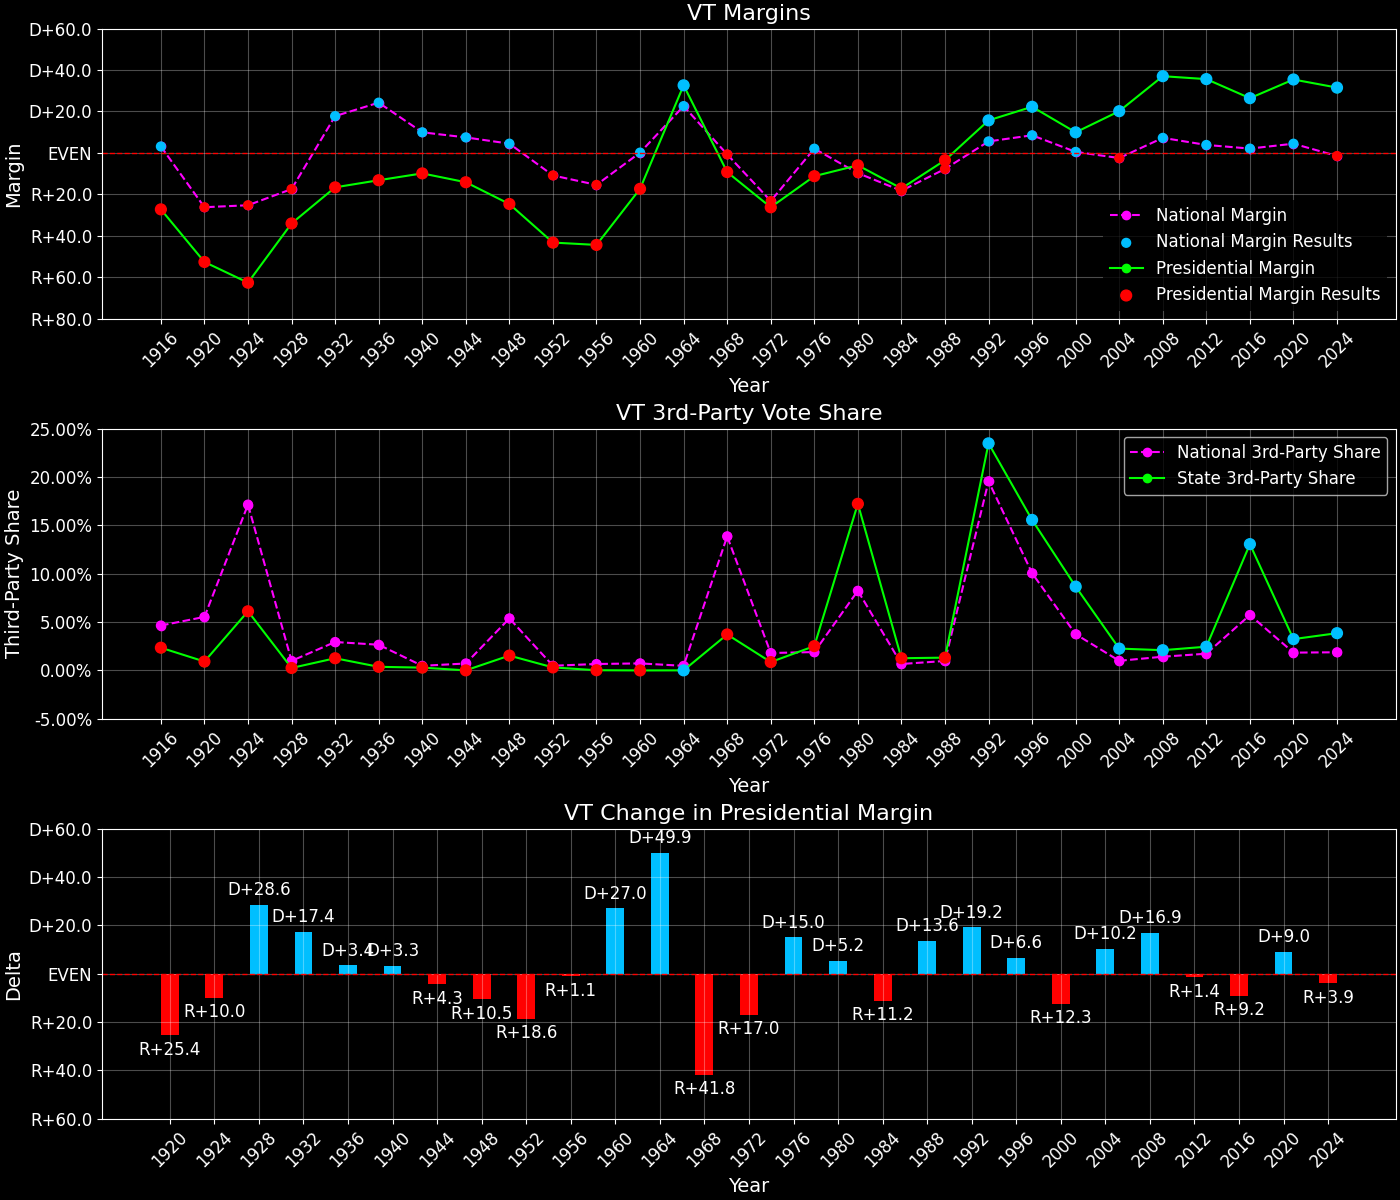 VT Margins
D+60.0
D+40.0
D+20.0
EVEN
R+20.0
R+40.0
R+60.0
R+80.0
Margin
National Margin
National Margin Results
Presidential Margin
Presidential Margin Results
1916 1920 1924 1928 1932 1936 1940 1944 1948 1952 1956 1960 1964 1968 1972 1976 1980 1984 1988 1992 1996 2000 2004 2008 2012 2016 2020 2024
Year
VT 3rd-Party Vote Share
25.00%
20.00%
15.00%
10.00%
5.00%
0.00%
-5.00%
Third-Party Share
National 3rd-Party Share
State 3rd-Party Share
1916 1920 1924 1928 1932 1936 1940 1944 1948 1952 1956 1960 1964 1968 1972 1976 1980 1984 1988 1992 1996 2000 2004 2008 2012 2016 2020 2024
Year
VT Change in Presidential Margin
D+60.0
D+40.0
D+20.0
EVEN
R+20.0
R+40.0
R+60.0
Delta
R+25.4
R+10.0
D+28.6
D+17.4
D+3.4
D+3.3
R+4.3
R+10.5
R+18.6
R+1.1
D+27.0
D+49.9
R+41.8
R+17.0
D+15.0
D+5.2
R+11.2
D+13.6
D+19.2
D+6.6
R+12.3
D+10.2
D+16.9
R+1.4
R+9.2
D+9.0
R+3.9
1920 1924 1928 1932 1936 1940 1944 1948 1952 1956 1960 1964 1968 1972 1976 1980 1984 1988 1992 1996 2000 2004 2008 2012 2016 2020 2024
Year